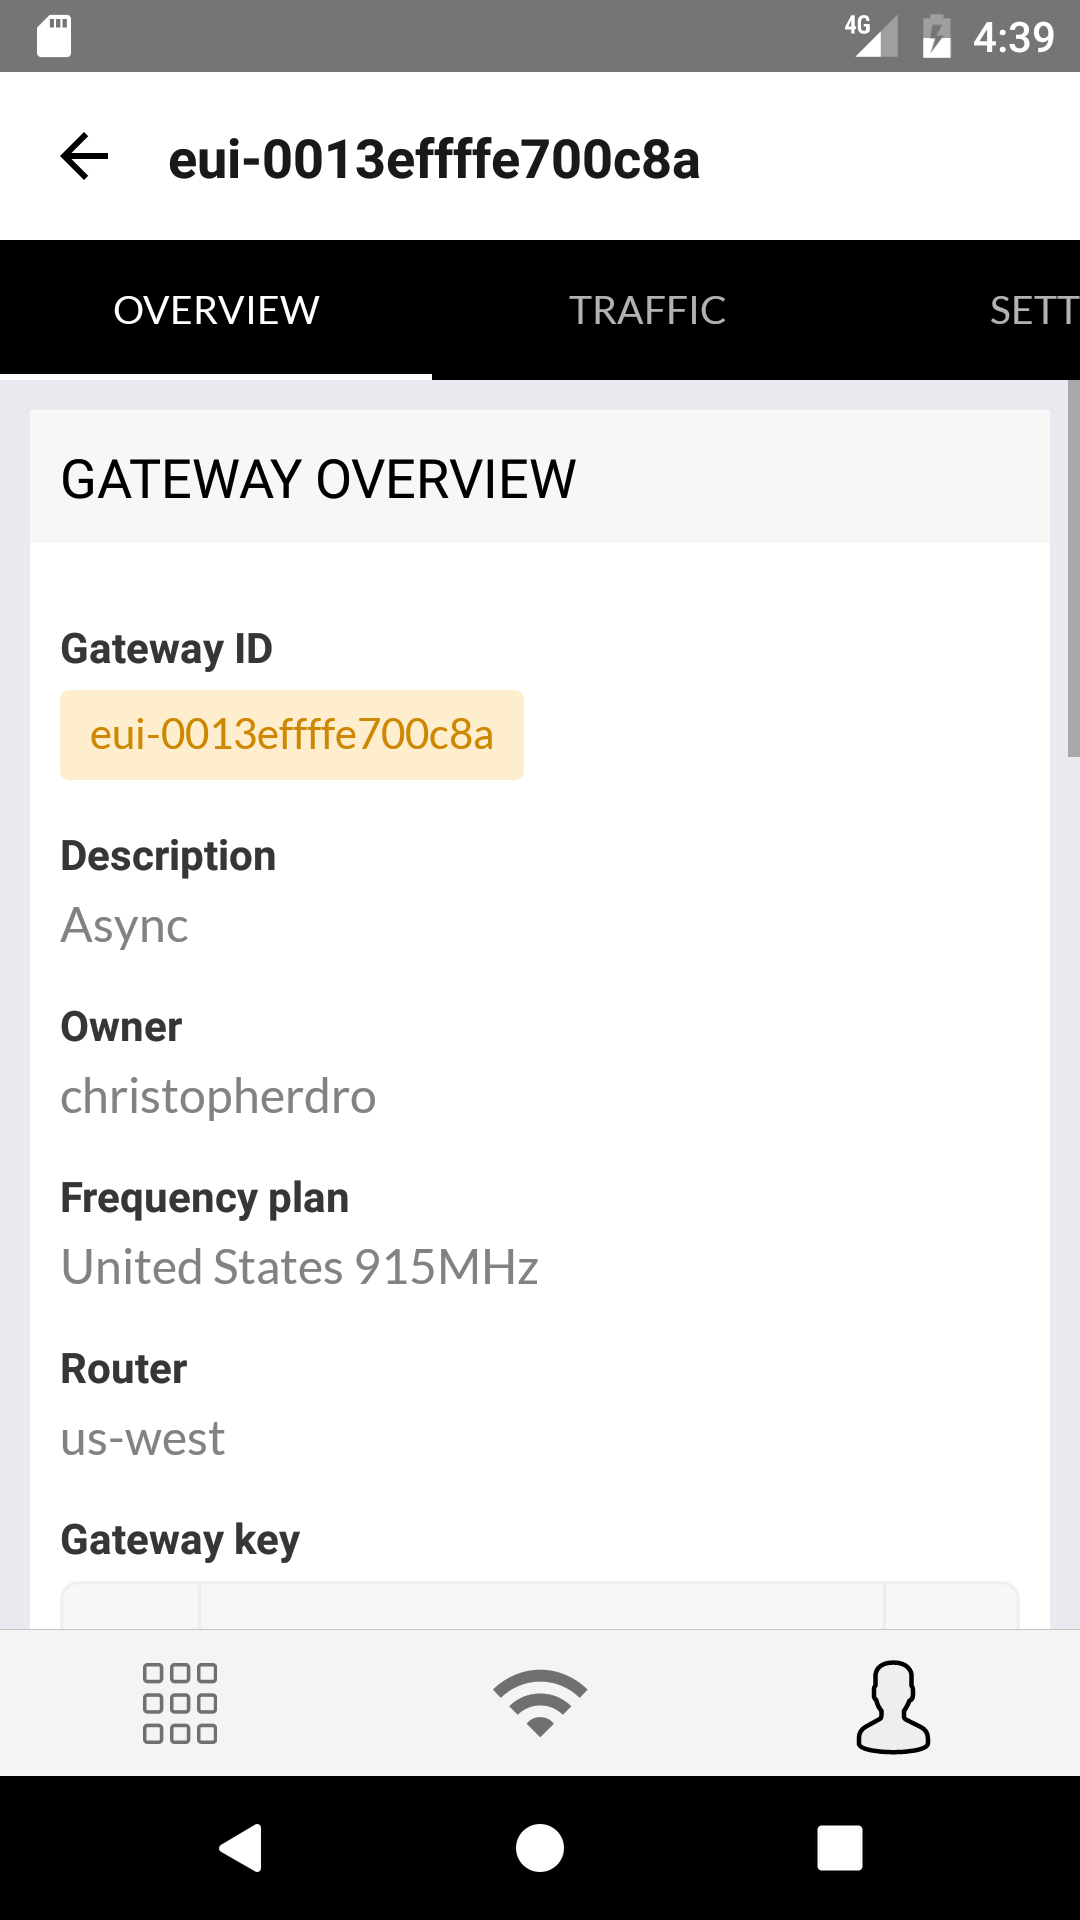 4G 4:39
eui-0013effffe700c8a
OVERVIEW TRAFFIC SETT
GATEWAY OVERVIEW
Gateway ID
eui-0013effffe700c8a
Description
Async
Owner
christopherdro
Frequency plan
United States 915MHz
Router
us-west
Gateway key